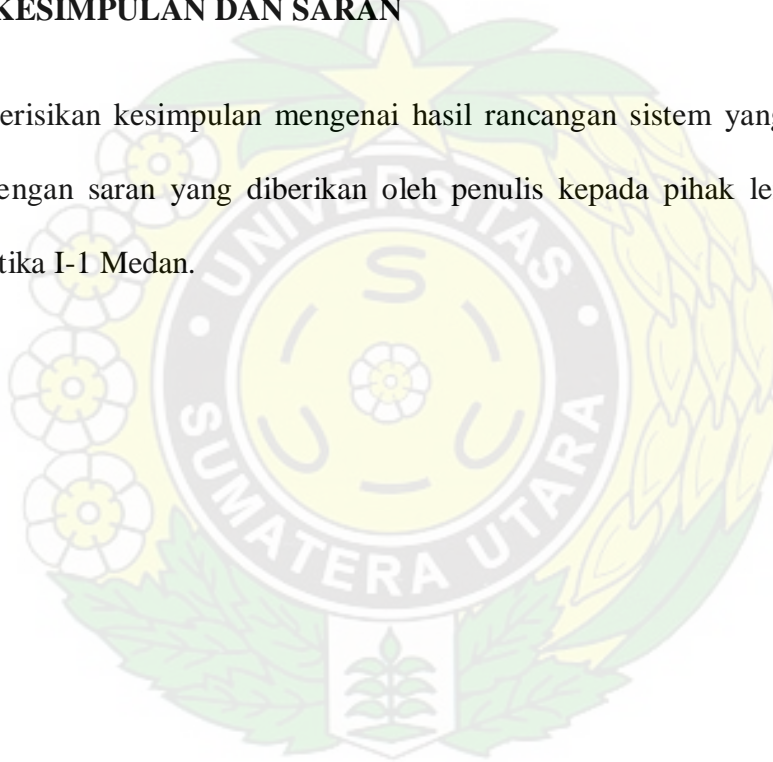 KESIMPULAN DAN SARAN
erisikan kesimpulan mengenai hasil rancangan sistem yang
engan saran yang diberikan oleh penulis kepada pihak le
tika I-1 Medan.
UNIVERSITAS
S
U U
SUMATERA UTARA